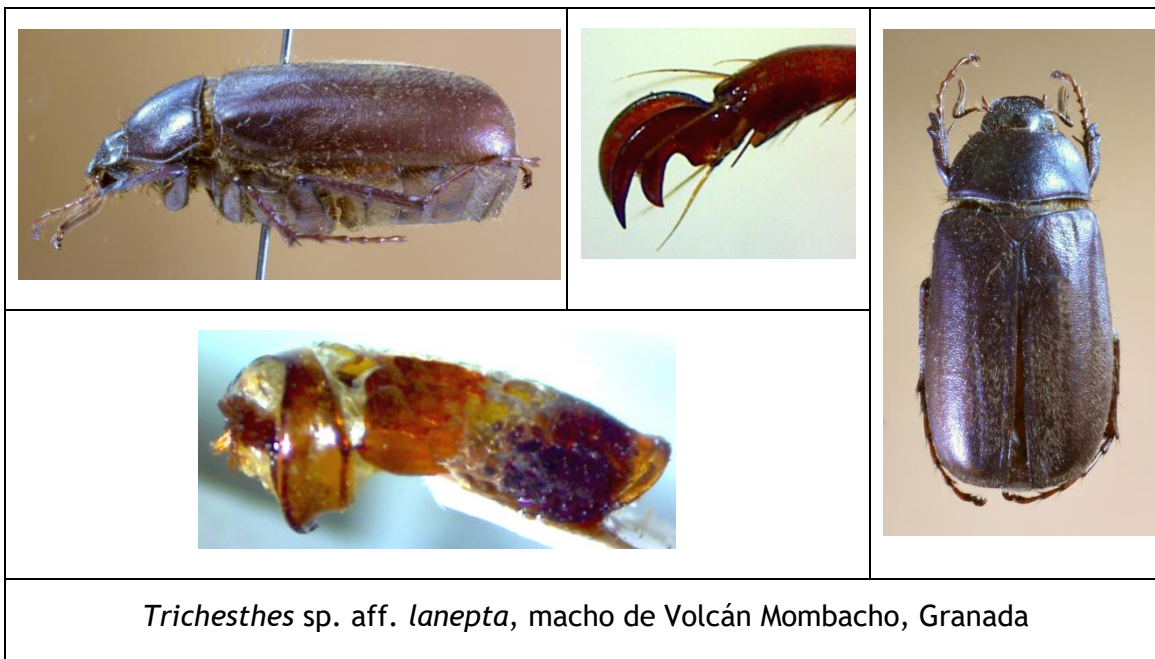 Trichesthes sp. aff. lanepta, macho de Volcán Mombacho, Granada